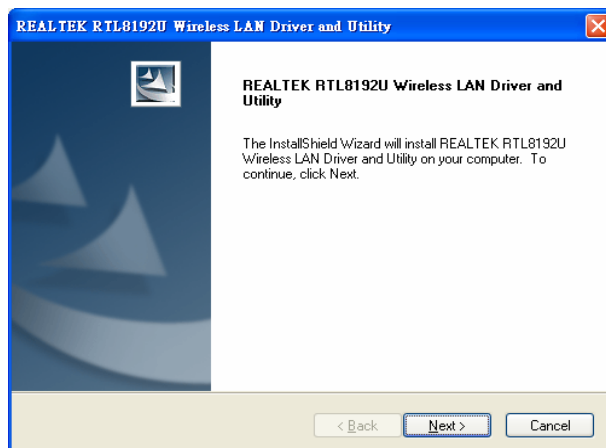 REALTEK RTL8192U Wireless LAN Driver and Utility
REALTEK RTL8192U Wireless LAN Driver and
Utility
The InstallShield Wizard will install REALTEK RTL8192U
Wireless LAN Driver and Utility on your computer.  To
continue, click Next.
< Back
Next >
Cancel